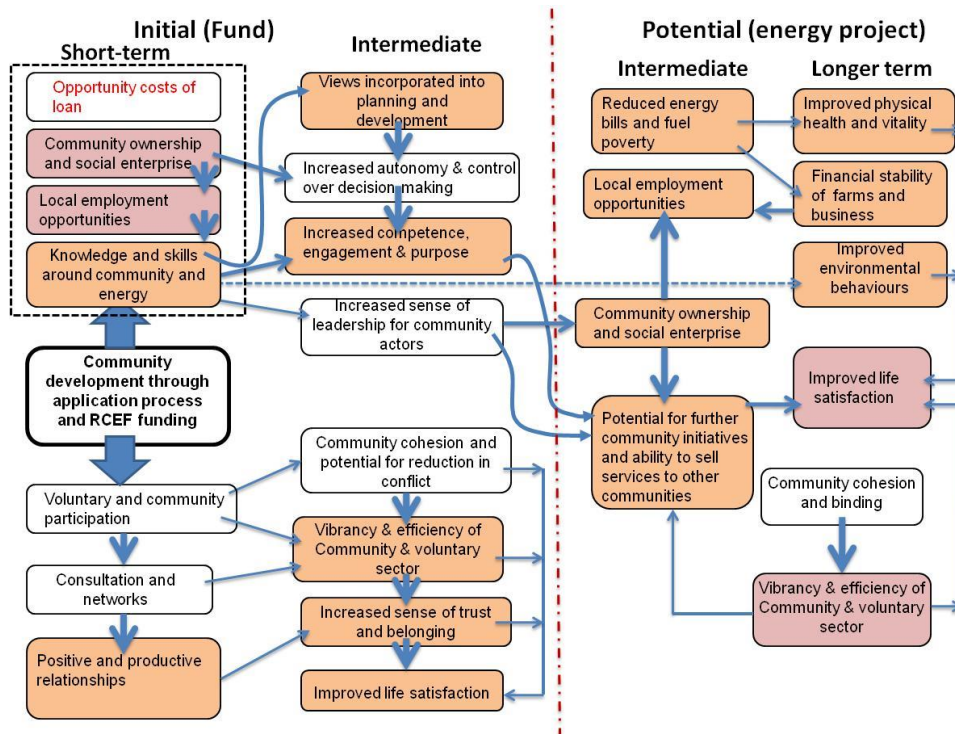 Initial (Fund)
Short-term
Opportunity costs of
loan
Community ownership
and social enterprise
Local employment
opportunities
Knowledge and skills
around community and
energy
Community
development through
application process
and RCEF funding
Voluntary and community
participation
Consultation and
networks
Positive and productive
relationships
Intermediate
Views incorporated into
planning and
development
Increased autonomy & control
over decision-making
Increased competence,
engagement & purpose
Increased sense of
leadership for community
actors
Community cohesion and
potential for reduction in
conflict
Vibrancy & efficiency of
Community & voluntary
sector
Increased sense of trust
and belonging
Improved life satisfaction
Potential (energy project)
Intermediate
Reduced energy
bills and fuel
poverty
Local employment
opportunities
Community ownership
and social enterprise
Potential for further
community initiatives
and ability to sell
services to other
communities
Longer term
Improved physical
health and vitality
Financial stability
of farms and
business
Improved
environmental
behaviours
Improved life
satisfaction
Community cohesion
and binding
Vibrancy & efficiency of
Community & voluntary
sector